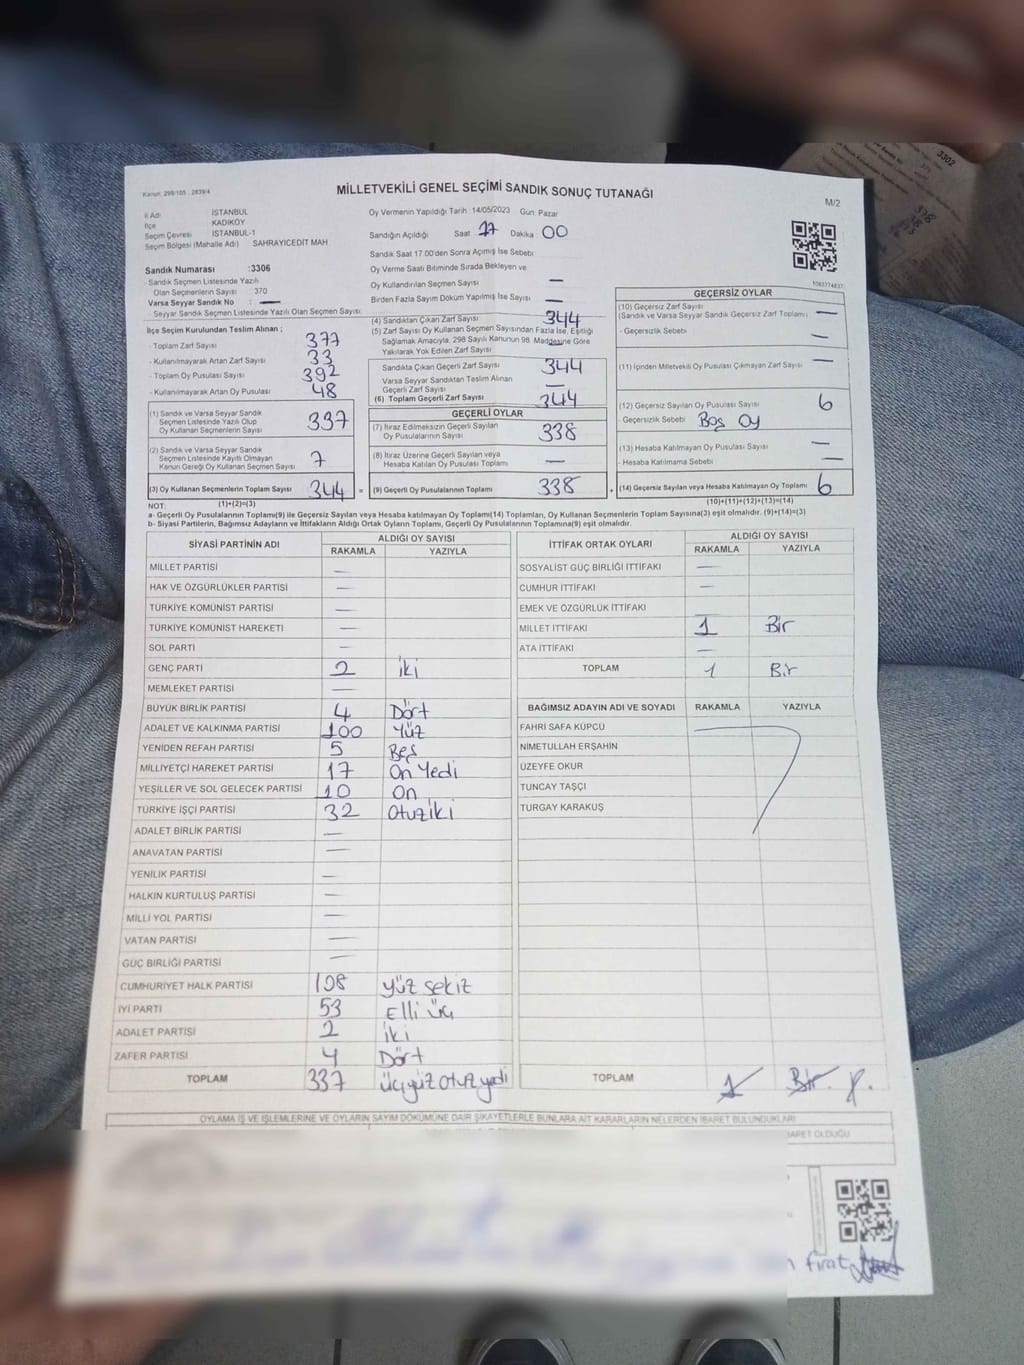 3302
Kanun: 298/105 , 2839/4
MİLLETVEKİLİ GENEL SEÇİMİ SANDIK SONUÇ TUTANAĞI
M/2
İl Adı İSTANBUL
İlçe KADIKÖY
Seçim Çevresi İSTANBUL-1
Seçim Bölgesi (Mahalle Adı) SAHRAYICEDİT MAH
Oy Vermenin Yapıldığı Tarih 14/05/2023 Gün: Pazar
Sandığın Açıldığı Saat 17 Dakika 00
Sandık Saat 17.00'den Sonra Açılmış İse Sebebi
Oy Verme Saati Bitiminde Sırada Bekleyen ve
Oy Kullandırılan Seçmen Sayısı —
Birden Fazla Sayım Döküm Yapılmış İse Sayısı —
Sandık Numarası :3306
- Sandık Seçmen Listesinde Yazılı
Olan Seçmenlerin Sayısı : 370
Varsa Seyyar Sandık No : —
- Seyyar Sandık Seçmen Listesinde Yazılı Olan Seçmen Sayısı
İlçe Seçim Kurulundan Teslim Alınan ;
- Toplam Zarf Sayısı 377
- Kullanılmayarak Artan Zarf Sayısı 33
- Toplam Oy Pusulası Sayısı 392
- Kullanılmayarak Artan Oy Pusulası 48
(1) Sandık ve Varsa Seyyar Sandık
Seçmen Listesinde Yazılı Olup
Oy Kullanan Seçmenlerin Sayısı 337
(2) Sandık ve Varsa Seyyar Sandık
Seçmen Listesinde Kayıtlı Olmayan
Kanun Gereği Oy Kullanan Seçmen Sayısı 7
(3) Oy Kullanan Seçmenlerin Toplam Sayısı 344 =
(4) Sandıktan Çıkan Zarf Sayısı 344
(5) Zarf Sayısı Oy Kullanan Seçmen Sayısından Fazla İse, Eşitliği
Sağlamak Amacıyla, 298 Sayılı Kanunun 98. Maddesine Göre
Yakılarak Yok Edilen Zarf Sayısı —
Sandıkta Çıkan Geçerli Zarf Sayısı 344
Varsa Seyyar Sandıktan Teslim Alınan
Geçerli Zarf Sayısı —
(6) Toplam Geçerli Zarf Sayısı 344
GEÇERLİ OYLAR
(7) İtiraz Edilmeksizin Geçerli Sayılan
Oy Pusulalarının Sayısı 338
(8) İtiraz Üzerine Geçerli Sayılan veya
Hesaba Katılan Oy Pusulası Toplamı —
(9) Geçerli Oy Pusulalarının Toplamı 338 +
1083774837
GEÇERSİZ OYLAR
(10) Geçersiz Zarf Sayısı
(Sandık ve Varsa Seyyar Sandık Geçersiz Zarf Toplamı) —
- Geçersizlik Sebebi —
(11) İçinden Milletvekili Oy Pusulası Çıkmayan Zarf Sayısı —
(12) Geçersiz Sayılan Oy Pusulası Sayısı 6
- Geçersizlik Sebebi Boş Oy
(13) Hesaba Katılmayan Oy Pusulası Sayısı —
- Hesaba Katılmama Sebebi —
(14) Geçersiz Sayılan veya Hesaba Katılmayan Oy Toplamı 6
NOT: (1)+(2)=(3) (10)+(11)+(12)+(13)=(14)
a- Geçerli Oy Pusulalarının Toplamı(9) ile Geçersiz Sayılan veya Hesaba katılmayan Oy Toplamı(14) Toplamları, Oy Kullanan Seçmenlerin Toplam Sayısına(3) eşit olmalıdır. (9)+(14)=(3)
b- Siyasi Partilerin, Bağımsız Adayların ve İttifakların Aldığı Ortak Oyların Toplamı, Geçerli Oy Pusulalarının Toplamına(9) eşit olmalıdır.
SİYASİ PARTİNİN ADI ALDIĞI OY SAYISI
RAKAMLA YAZIYLA
MİLLET PARTİSİ —
HAK VE ÖZGÜRLÜKLER PARTİSİ —
TÜRKİYE KOMÜNİST PARTİSİ —
TÜRKİYE KOMÜNİST HAREKETİ —
SOL PARTİ —
GENÇ PARTİ 2 iki
MEMLEKET PARTİSİ —
BÜYÜK BİRLİK PARTİSİ 4 Dört
ADALET VE KALKINMA PARTİSİ 100 Yüz
YENİDEN REFAH PARTİSİ 5 Beş
MİLLİYETÇİ HAREKET PARTİSİ 17 On Yedi
YEŞİLLER VE SOL GELECEK PARTİSİ 10 On
TÜRKİYE İŞÇİ PARTİSİ 32 Otuziki
ADALET BİRLİK PARTİSİ —
ANAVATAN PARTİSİ —
YENİLİK PARTİSİ —
HALKIN KURTULUŞ PARTİSİ —
MİLLİ YOL PARTİSİ —
VATAN PARTİSİ —
GÜÇ BİRLİĞİ PARTİSİ —
CUMHURİYET HALK PARTİSİ 108 yüz sekiz
İYİ PARTİ 53 Elli üç
ADALET PARTİSİ 2 iki
ZAFER PARTİSİ 4 Dört
TOPLAM 337 Üçyüz otuz yedi
İTTİFAK ORTAK OYLARI ALDIĞI OY SAYISI
RAKAMLA YAZIYLA
SOSYALİST GÜÇ BİRLİĞİ İTTİFAKI —
CUMHUR İTTİFAKI —
EMEK VE ÖZGÜRLÜK İTTİFAKI
MİLLET İTTİFAKI 1 Bir
ATA İTTİFAKI —
TOPLAM 1 Bir
BAĞIMSIZ ADAYIN ADI VE SOYADI RAKAMLA YAZIYLA
FAHRİ SAFA KÜPCÜ
NİMETULLAH ERŞAHİN
ÜZEYFE OKUR
TUNCAY TAŞÇI
TURGAY KARAKUŞ
TOPLAM 1 Bir
OYLAMA İŞ VE İŞLEMLERİNE VE OYLARIN SAYIM DÖKÜMÜNE DAİR ŞİKAYETLERLE BUNLARA AİT KARARLARIN NELERDEN İBARET BULUNDUKLARI
BARET OLDUĞU
fırat